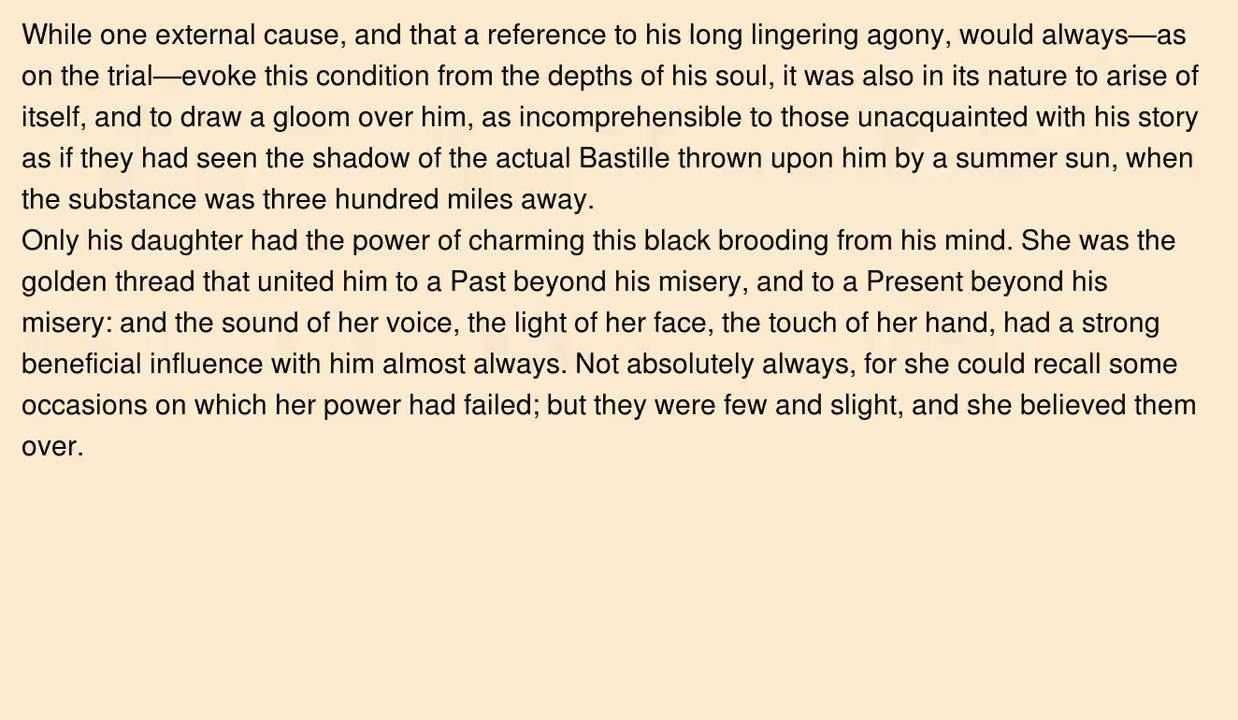 While one external cause, and that a reference to his long lingering agony, would always—as
on the trial—evoke this condition from the depths of his soul, it was also in its nature to arise of
itself, and to draw a gloom over him, as incomprehensible to those unacquainted with his story
as if they had seen the shadow of the actual Bastille thrown upon him by a summer sun, when
the substance was three hundred miles away.
Only his daughter had the power of charming this black brooding from his mind. She was the
golden thread that united him to a Past beyond his misery, and to a Present beyond his
misery: and the sound of her voice, the light of her face, the touch of her hand, had a strong
beneficial influence with him almost always. Not absolutely always, for she could recall some
occasions on which her power had failed; but they were few and slight, and she believed them
over.